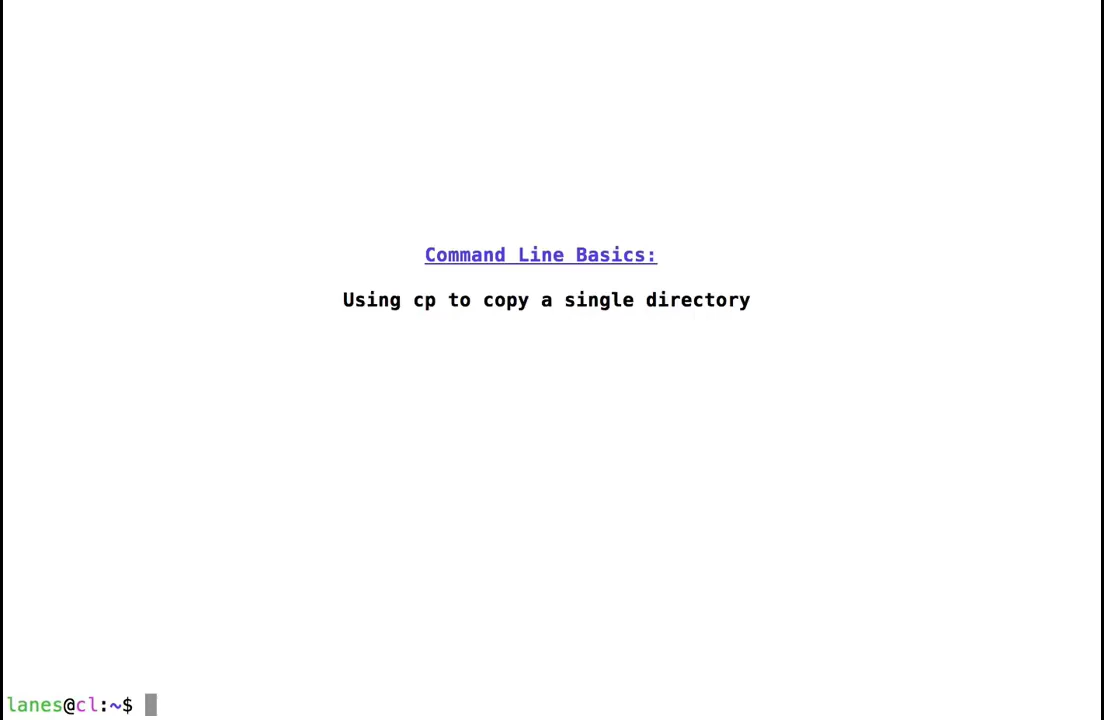 Command Line Basics:
Using cp to copy a single directory
lanes@cl:~$